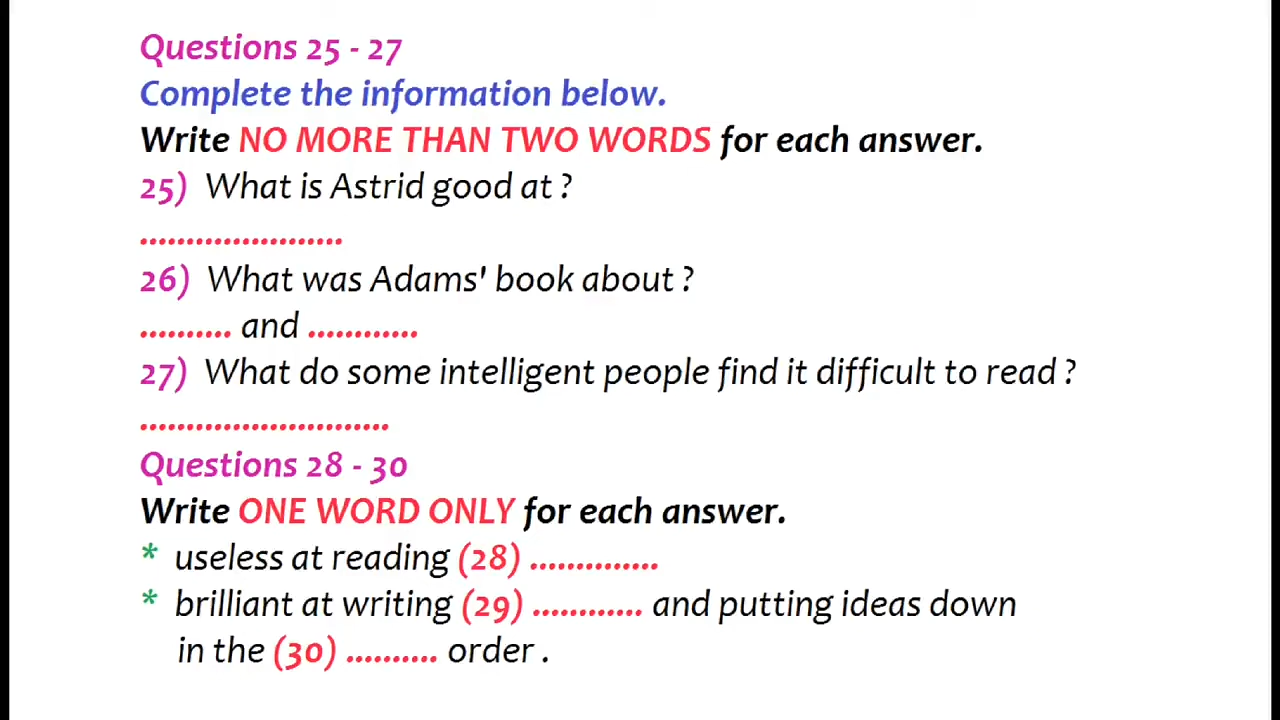 Questions 25 - 27
Complete the information below.
Write NO MORE THAN TWO WORDS for each answer.
25) What is Astrid good at ?
......................
26) What was Adams' book about ?
.......... and ............
27) What do some intelligent people find it difficult to read ?
...........................
Questions 28 - 30
Write ONE WORD ONLY for each answer.
* useless at reading (28) ..............
* brilliant at writing (29) ............ and putting ideas down
in the (30) .......... order .